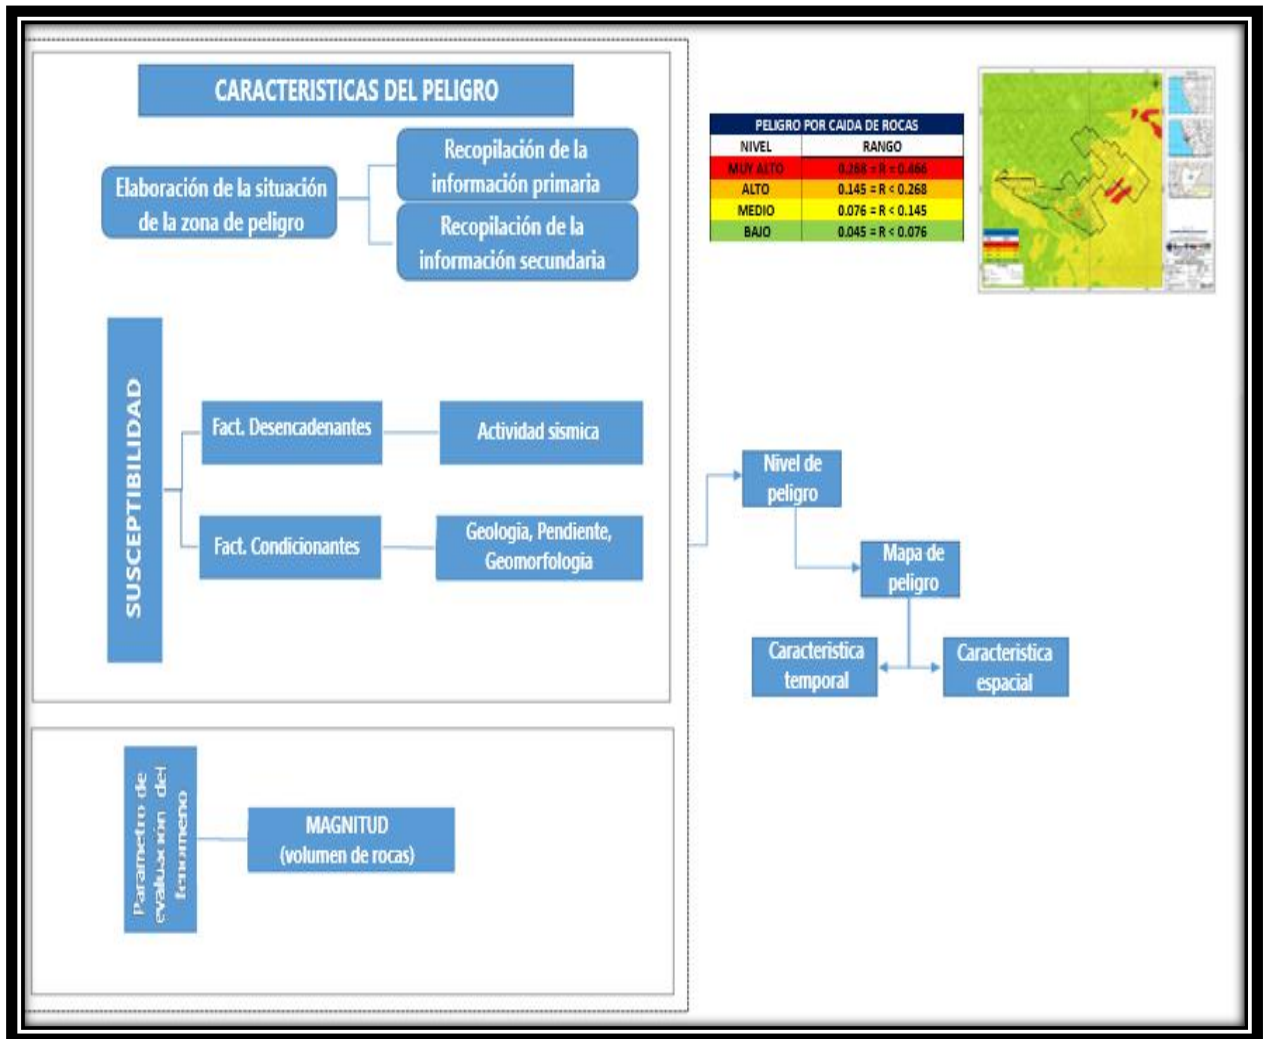 CARACTERISTICAS DEL PELIGRO
Elaboración de la situación
de la zona de peligro
Recopilación de la
información primaria
Recopilación de la
información secundaria
SUSCEPTIBILIDAD
Fact. Desencadenantes
Actividad sismica
Fact. Condicionantes
Geologia, Pendiente,
Geomorfologia
Parametro de
evaluación del
fenomeno
MAGNITUD
(volumen de rocas)
PELIGRO POR CAIDA DE ROCAS
NIVEL RANGO
MUY ALTO 0.268 = R = 0.466
ALTO 0.145 = R < 0.268
MEDIO 0.076 = R < 0.145
BAJO 0.045 = R < 0.076
Nivel de
peligro
Mapa de
peligro
Caracteristica
temporal
Caracteristica
espacial